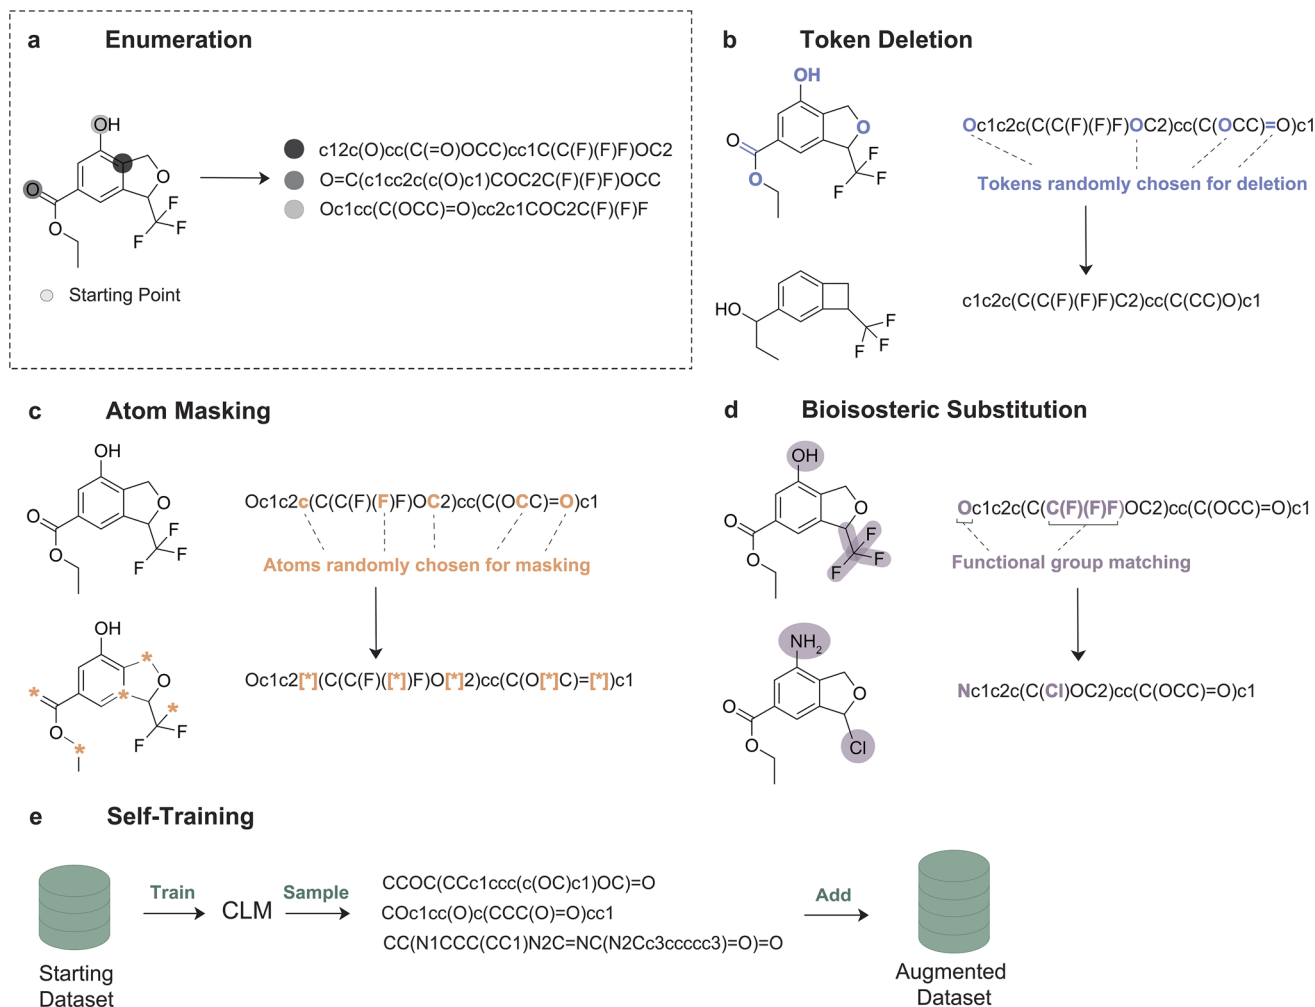 a Enumeration
OH
O
O
O
F
F
F
c12c(O)cc(C(=O)OCC)cc1C(C(F)(F)F)OC2
O=C(c1cc2c(c(O)c1)COC2C(F)(F)F)OCC
Oc1cc(C(OCC)=O)cc2c1COC2C(F)(F)F
Starting Point
b Token Deletion
OH
O
O
O
F
F
F
Oc1c2c(C(C(F)(F)F)OC2)cc(C(OCC)=O)c1
Tokens randomly chosen for deletion
HO
F
F
F
c1c2c(C(C(F)(F)F)C2)cc(C(CC)O)c1
c Atom Masking
OH
O
O
O
F
F
F
Oc1c2c(C(C(F)(F)F)OC2)cc(C(OCC)=O)c1
Atoms randomly chosen for masking
OH
*
*
O
*
*
O
F
F
*
Oc1c2[*](C(C(F)([*])F)O[*]2)cc(C(O[*]C)=[*])c1
d Bioisosteric Substitution
OH
O
O
O
F
F
F
Oc1c2c(C(C(F)(F)F)OC2)cc(C(OCC)=O)c1
Functional group matching
NH2
O
O
O
Cl
Nc1c2c(C(Cl)OC2)cc(C(OCC)=O)c1
e Self-Training
Starting
Dataset
Train
CLM
Sample
CCOC(CCc1ccc(c(OC)c1)OC)=O
COc1cc(O)c(CCC(O)=O)cc1
CC(N1CCC(CC1)N2C=NC(N2Cc3ccccc3)=O)=O
Add
Augmented
Dataset